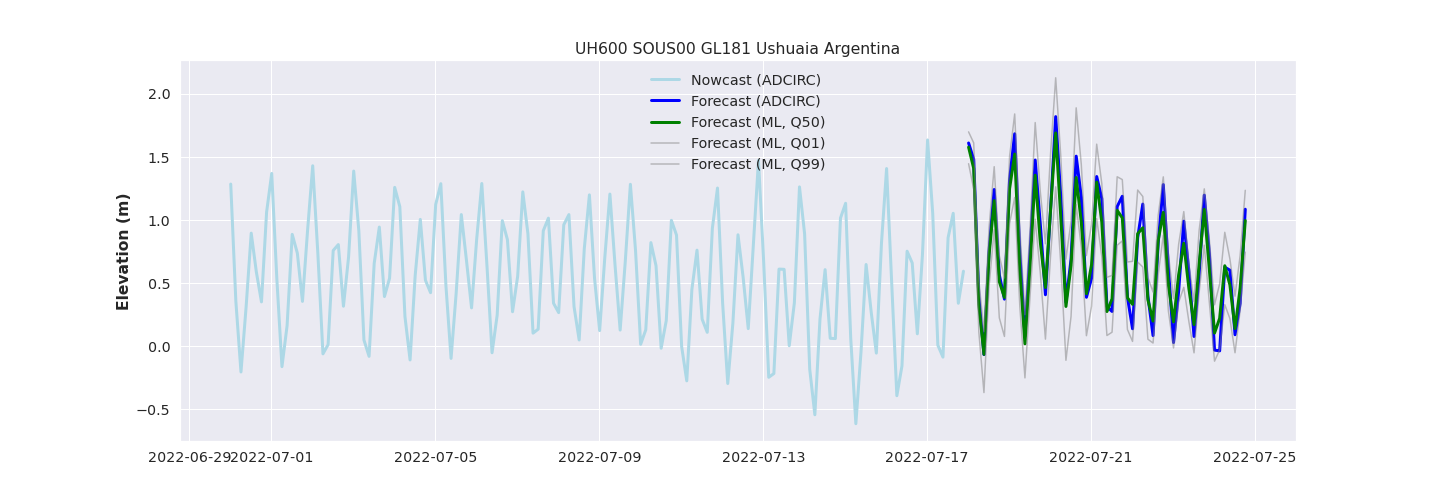 UH600 SOUS00 GL181 Ushuaia Argentina
Nowcast (ADCIRC)
Forecast (ADCIRC)
Forecast (ML, Q50)
Forecast (ML, Q01)
Forecast (ML, Q99)
Elevation (m)
2.0
1.5
1.0
0.5
0.0
−0.5
2022-06-29 2022-07-01 2022-07-05 2022-07-09 2022-07-13 2022-07-17 2022-07-21 2022-07-25